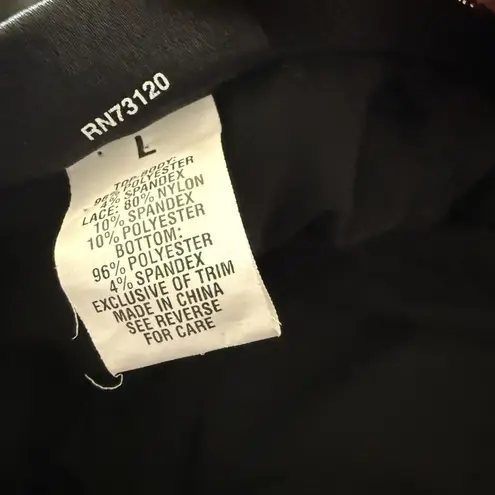 RN73120
L
TOP BODY:
96% POLYESTER
4% SPANDEX
LACE: 80% NYLON
10% SPANDEX
10% POLYESTER
BOTTOM:
96% POLYESTER
4% SPANDEX
EXCLUSIVE OF TRIM
MADE IN CHINA
SEE REVERSE
FOR CARE